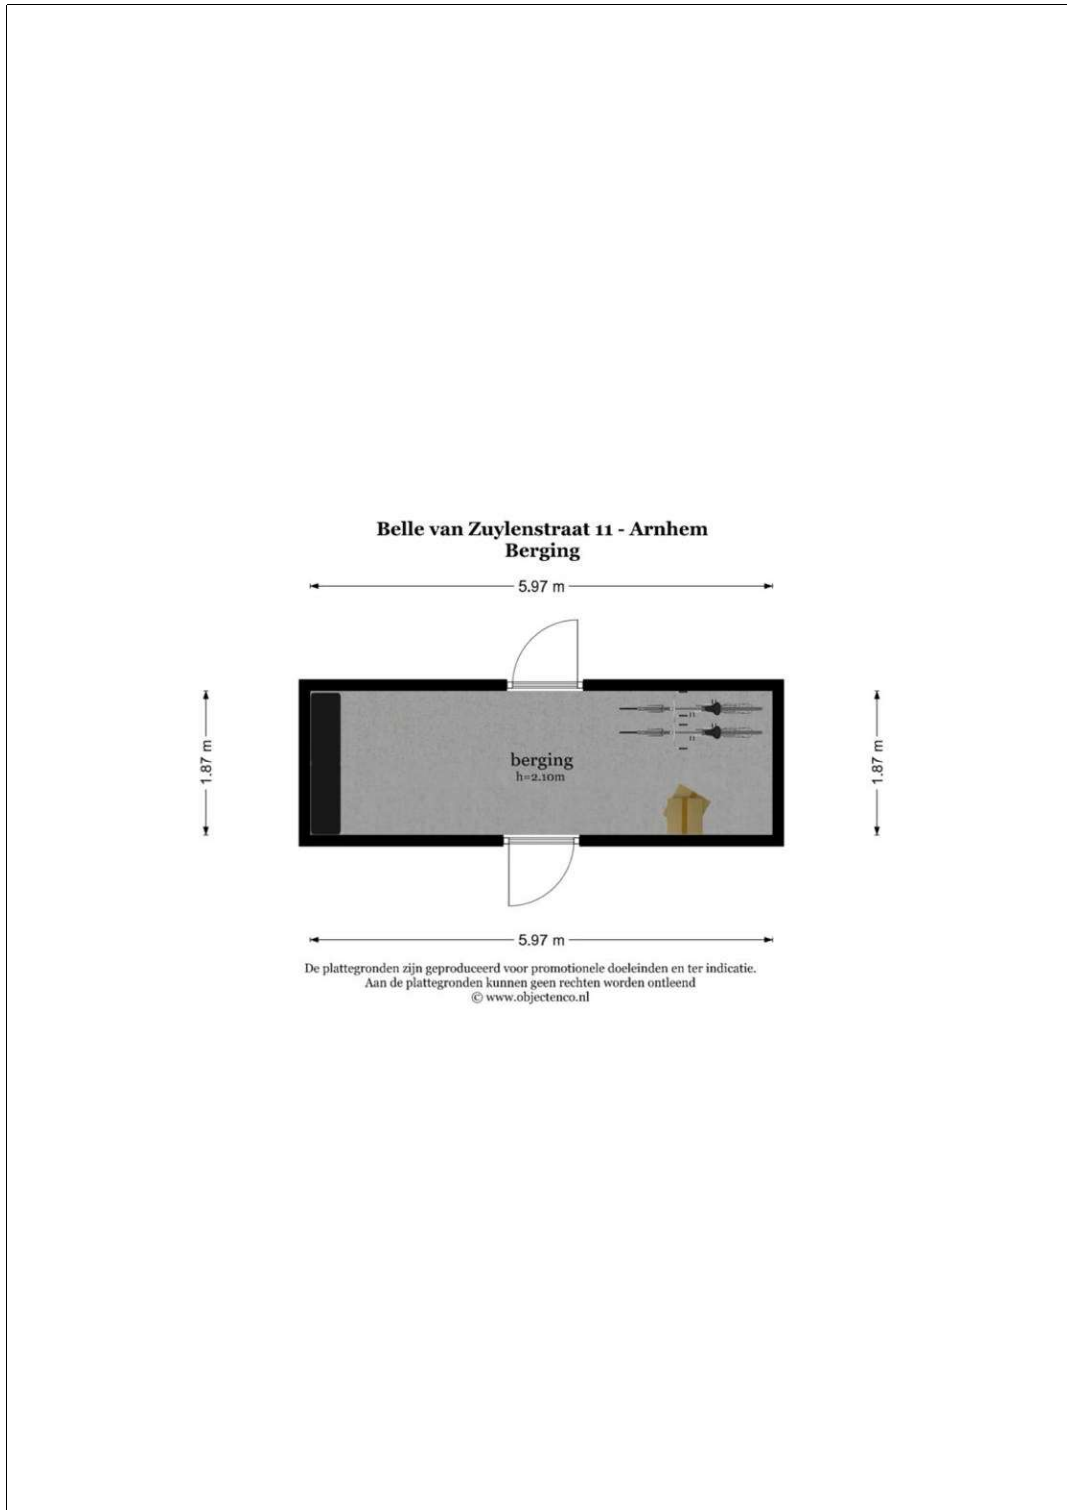 Belle van Zuylenstraat 11 - Arnhem
Berging
5.97 m
1.87 m
1.87 m
berging
h=2.10m
5.97 m
De plattegronden zijn geproduceerd voor promotionele doeleinden en ter indicatie.
Aan de plattegronden kunnen geen rechten worden ontleend
© www.objectenco.nl